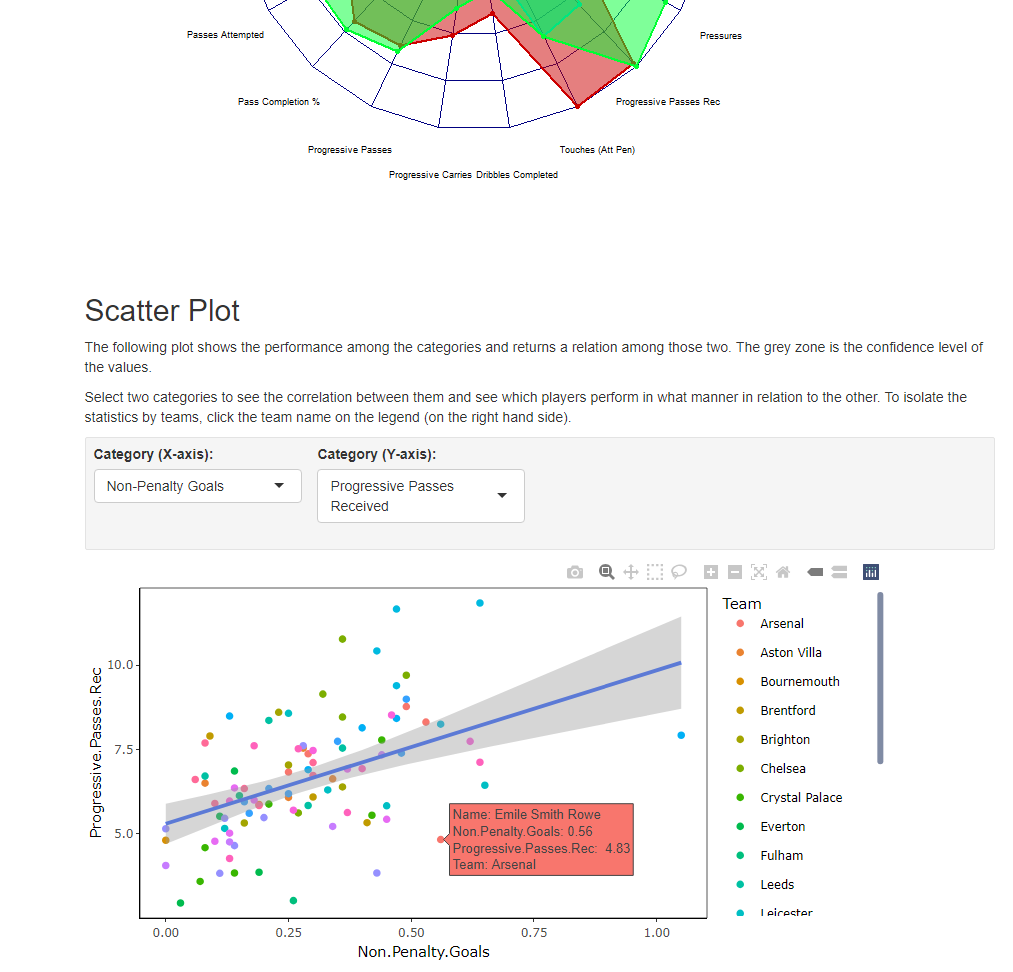 Passes Attempted
Pressures
Pass Completion %
Progressive Passes Rec
Progressive Passes
Touches (Att Pen)
Progressive Carries Dribbles Completed
Scatter Plot
The following plot shows the performance among the categories and returns a relation among those two. The grey zone is the confidence level of
the values.
Select two categories to see the correlation between them and see which players perform in what manner in relation to the other. To isolate the
statistics by teams, click the team name on the legend (on the right hand side).
Category (X-axis):
Category (Y-axis):
Non-Penalty Goals
Progressive Passes
Received
Progressive.Passes.Rec
10.0
7.5
5.0
Name: Emile Smith Rowe
Non.Penalty.Goals: 0.56
Progressive.Passes.Rec: 4.83
Team: Arsenal
0.00
0.25
0.50
0.75
1.00
Non.Penalty.Goals
Team
Arsenal
Aston Villa
Bournemouth
Brentford
Brighton
Chelsea
Crystal Palace
Everton
Fulham
Leeds
Leicester